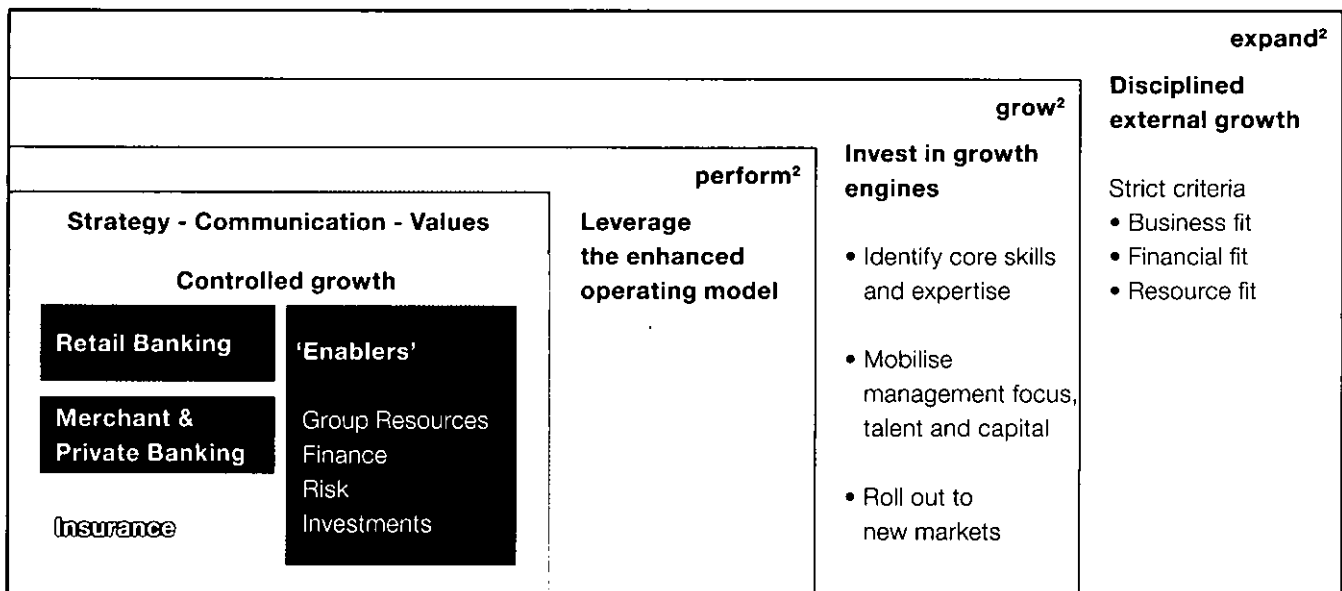 expand²
Disciplined
external growth
Strict criteria
• Business fit
• Financial fit
• Resource fit
grow²
Invest in growth
engines
• Identify core skills
and expertise
• Mobilise
management focus,
talent and capital
• Roll out to
new markets
perform²
Leverage
the enhanced
operating model
Strategy - Communication - Values
Controlled growth
Retail Banking
Merchant &
Private Banking
Insurance
'Enablers'
Group Resources
Finance
Risk
Investments